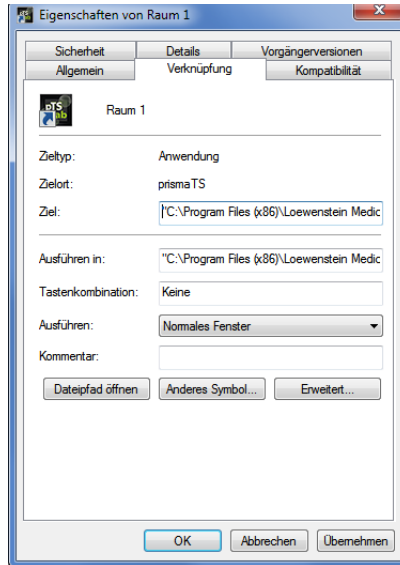 Eigenschaften von Raum 1
Sicherheit Details Vorgängerversionen
Allgemein Verknüpfung Kompatibilität
pTS
Raum 1
Zieltyp: Anwendung
Zielort: prismaTS
Ziel: "C:\Program Files (x86)\Loewenstein Medic
Ausführen in: "C:\Program Files (x86)\Loewenstein Medic
Tastenkombination: Keine
Ausführen: Normales Fenster
Kommentar:
Dateipfad öffnen Anderes Symbol... Erweitert...
OK Abbrechen Übernehmen